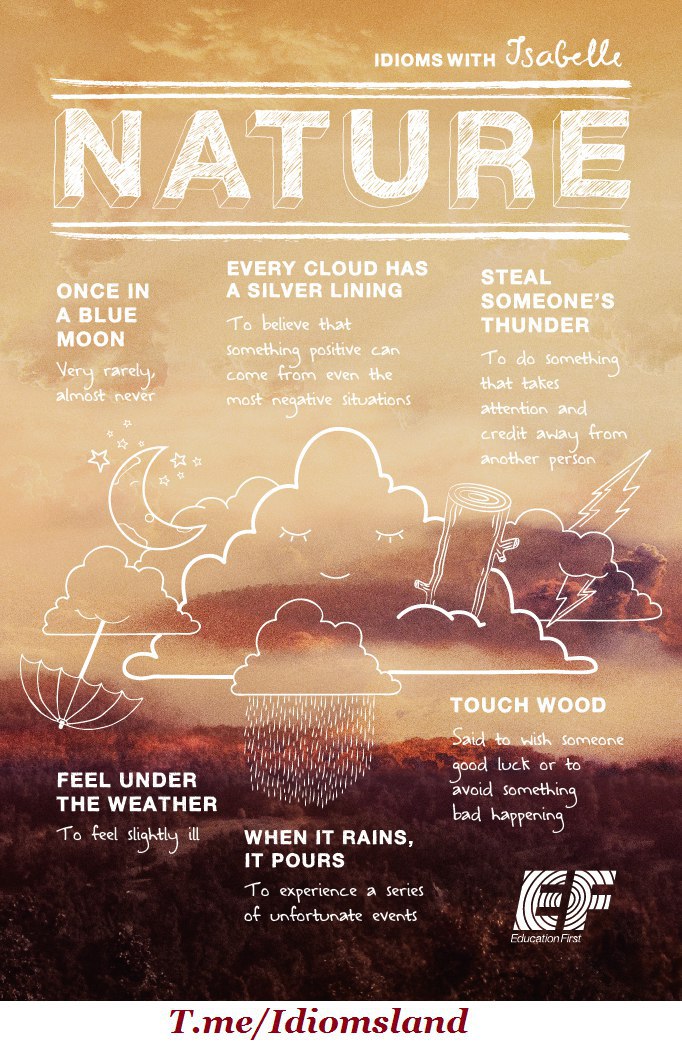 IDIOMS WITH Isabelle
NATURE
ONCE IN
A BLUE
MOON
Very rarely,
almost never
EVERY CLOUD HAS
A SILVER LINING
To believe that
something positive can
come from even the
most negative situations
STEAL
SOMEONE'S
THUNDER
To do something
that takes
attention and
credit away from
another person
FEEL UNDER
THE WEATHER
To feel slightly ill
WHEN IT RAINS,
IT POURS
To experience a series
of unfortunate events
TOUCH WOOD
Said to wish someone
good luck or to
avoid something
bad happening
EF
Education First
T.me/Idiomsland